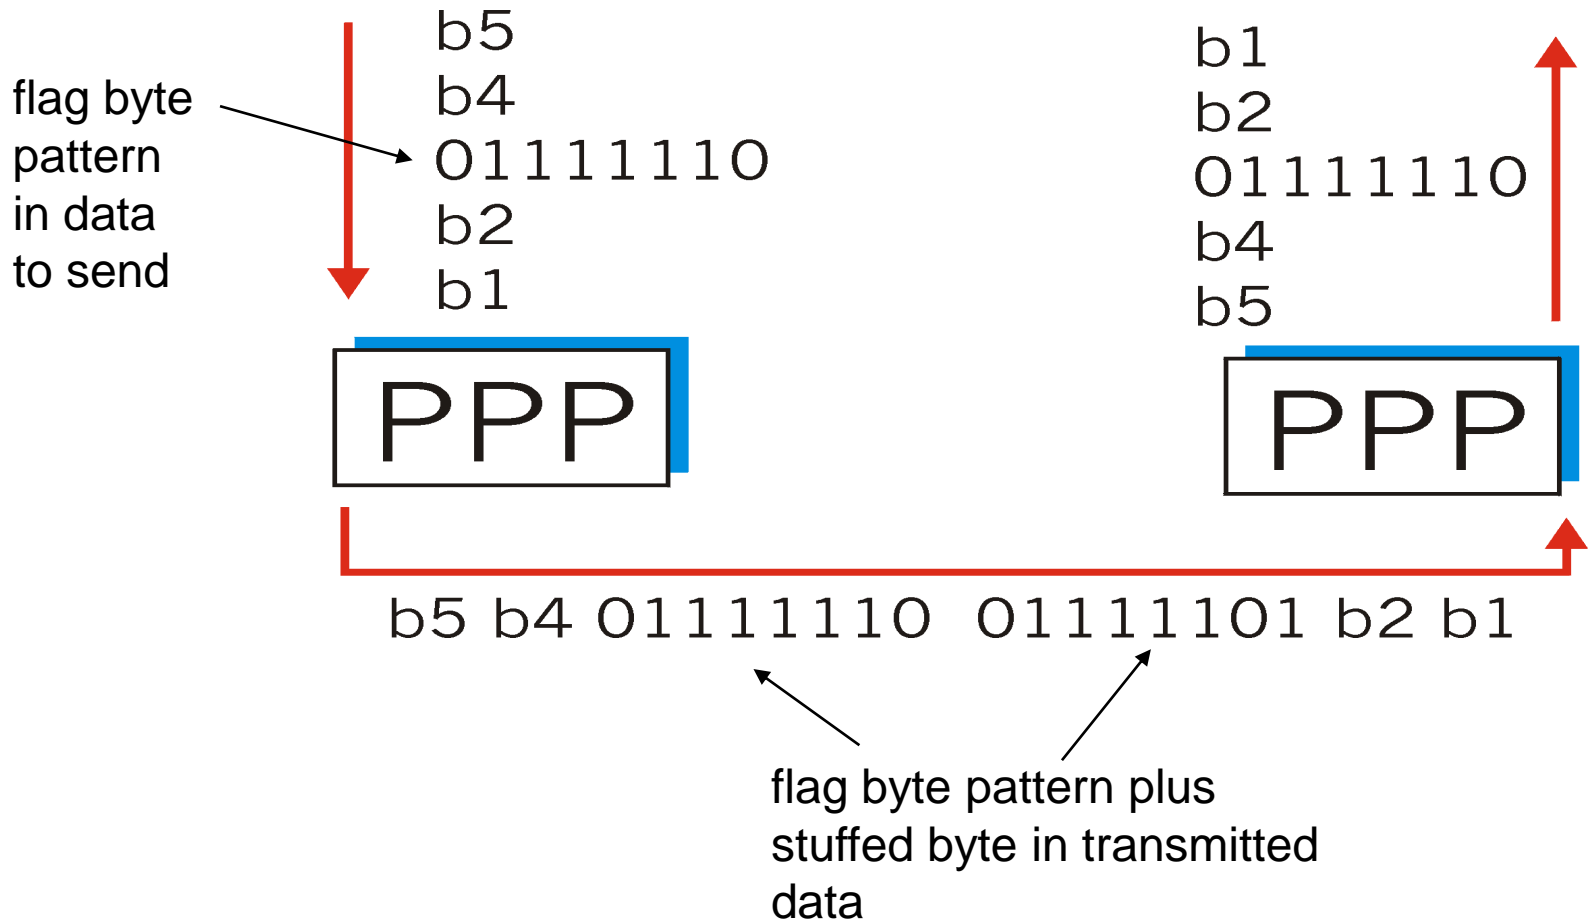 flag byte
pattern
in data
to send
b5
b4
01111110
b2
b1
PPP
b1
b2
01111110
b4
b5
PPP
b5 b4 01111110 01111101 b2 b1
flag byte pattern plus
stuffed byte in transmitted
data